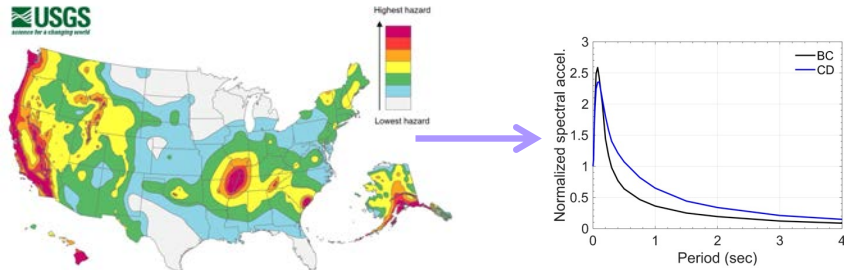 USGS
science for a changing world
Highest hazard
Lowest hazard
Normalized spectral accel.
3
2.5
2
1.5
1
0.5
0
BC
CD
0
1
2
3
4
Period (sec)